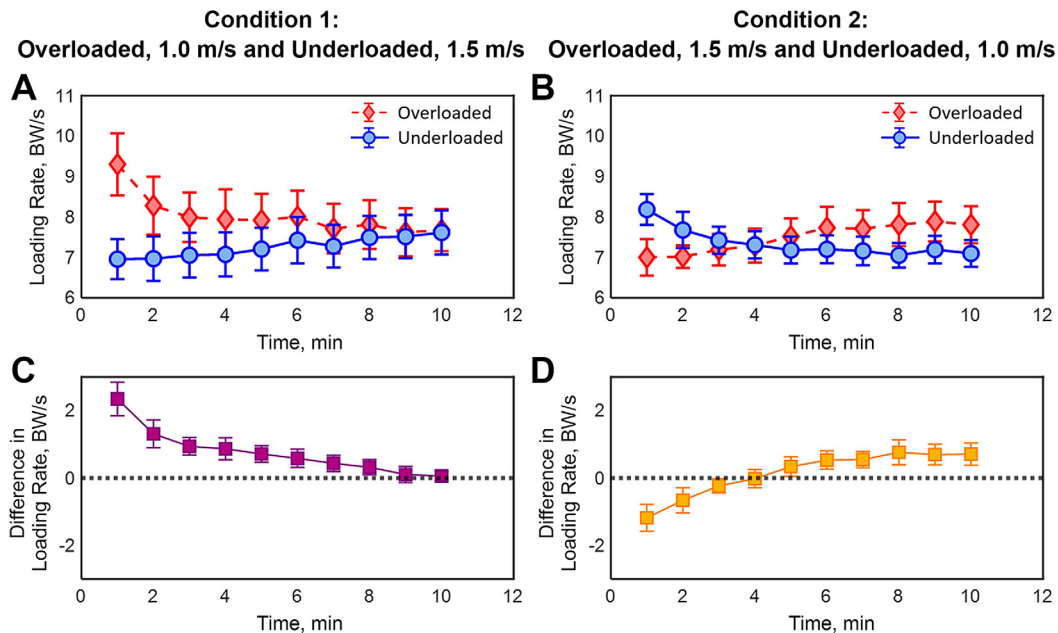 Condition 1:
Overloaded, 1.0 m/s and Underloaded, 1.5 m/s
Condition 2:
Overloaded, 1.5 m/s and Underloaded, 1.0 m/s
A
11
10
9
8
7
6
Loading Rate, BW/s
Overloaded
Underloaded
0 2 4 6 8 10 12
Time, min
B
11
10
9
8
7
6
Loading Rate, BW/s
Overloaded
Underloaded
0 2 4 6 8 10 12
Time, min
C
2
0
-2
Difference in
Loading Rate, BW/s
0 2 4 6 8 10 12
Time, min
D
2
0
-2
Difference in
Loading Rate, BW/s
0 2 4 6 8 10 12
Time, min